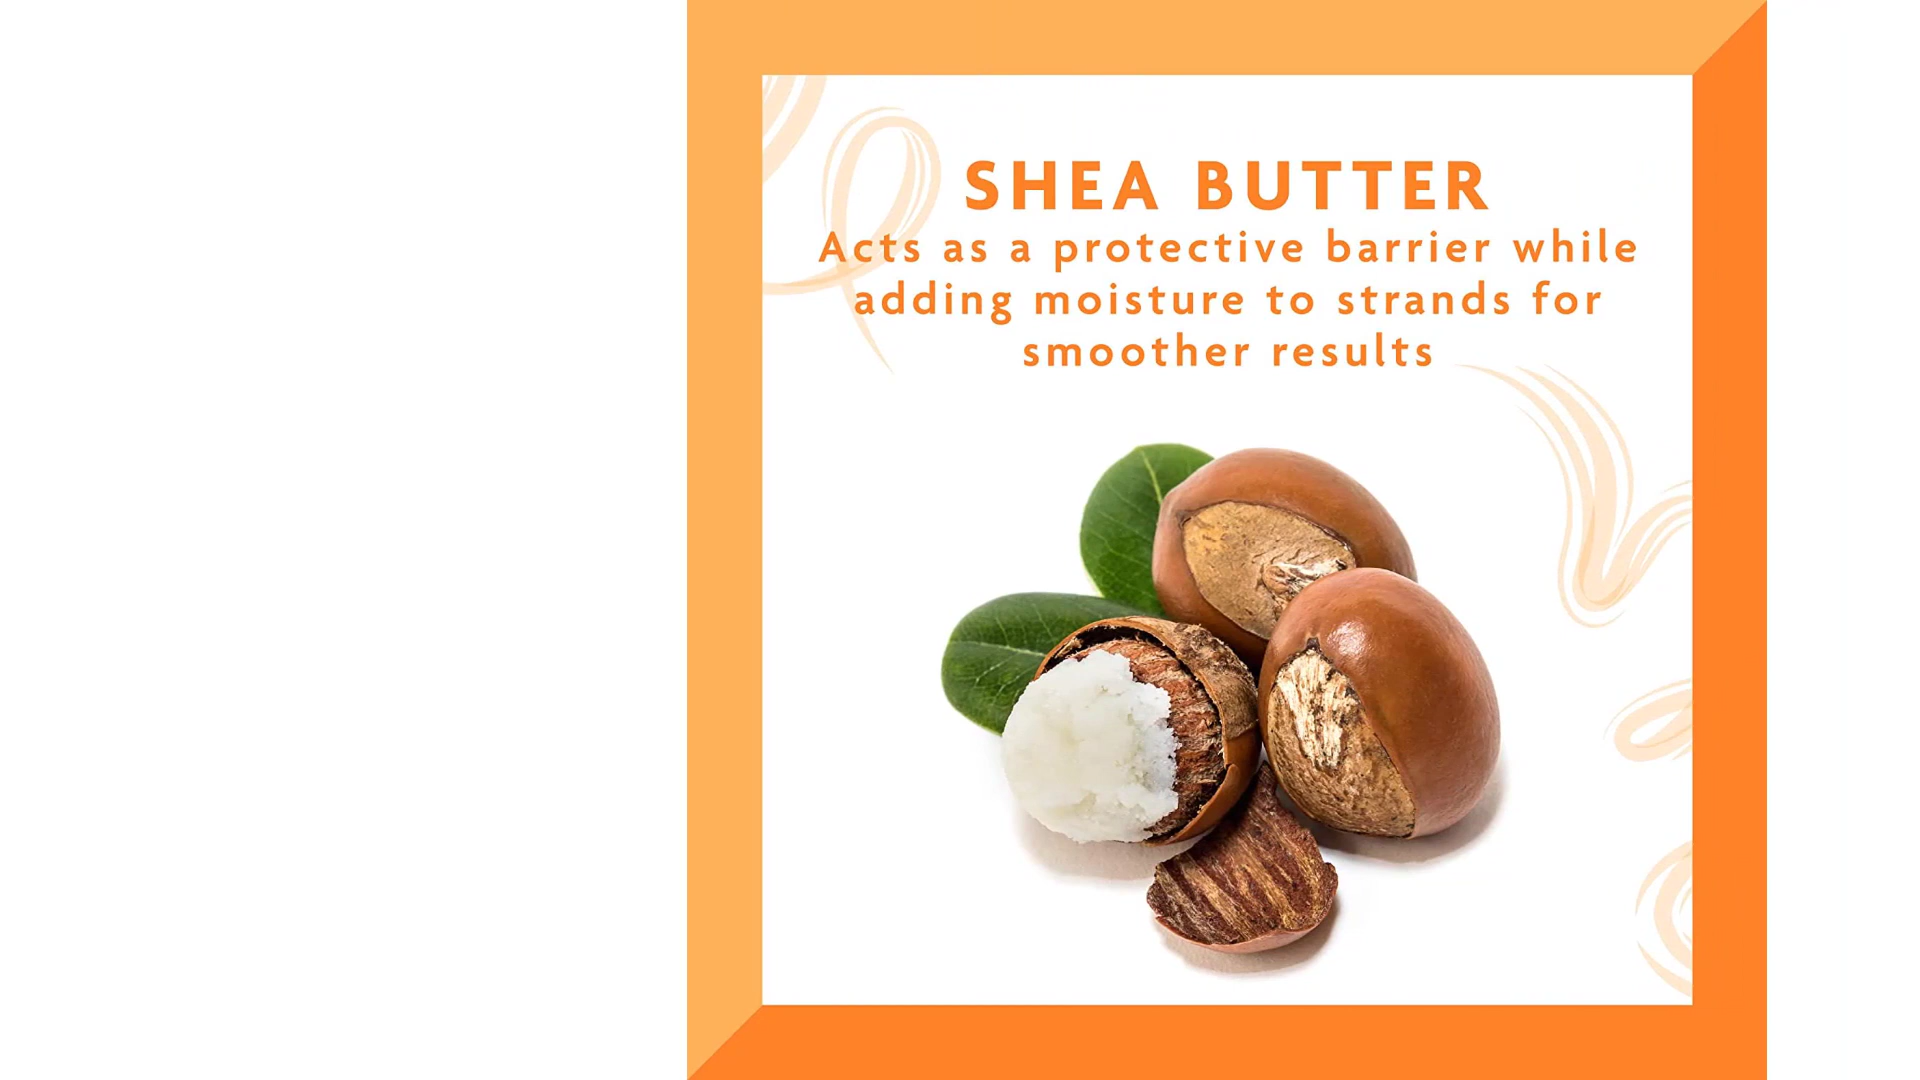 SHEA BUTTER
Acts as a protective barrier while
adding moisture to strands for
smoother results